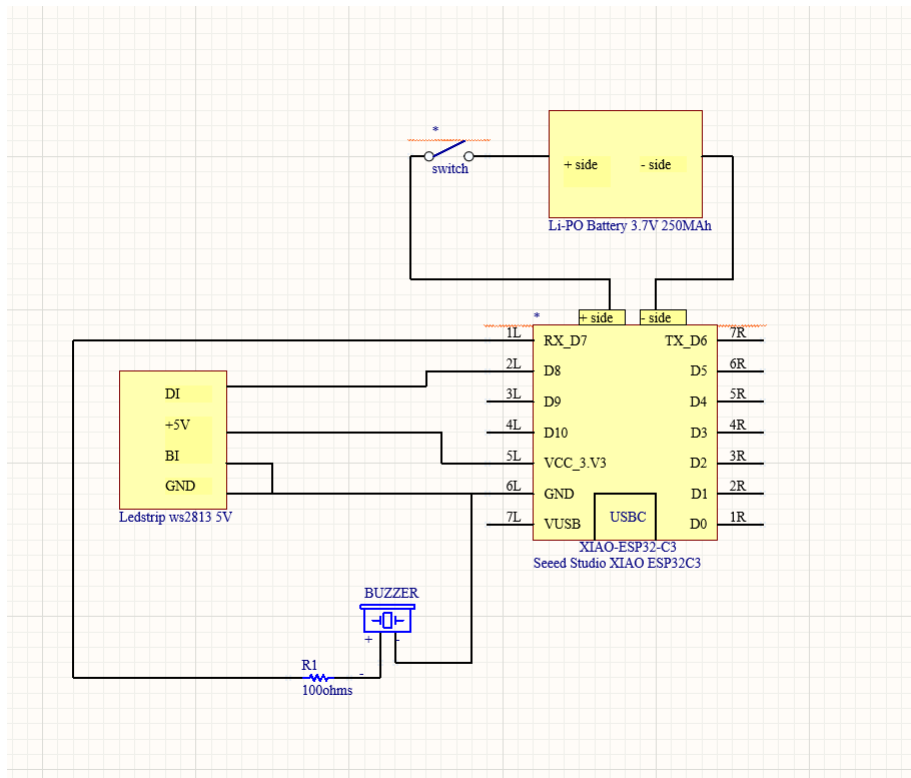 *
switch
+ side
- side
Li-PO Battery 3.7V 250MAh
*
+ side
- side
1L
RX_D7
TX_D6
7R
2L
D8
D5
6R
3L
D9
D4
5R
4L
D10
D3
4R
5L
VCC_3.V3
D2
3R
6L
GND
D1
2R
7L
VUSB
USBC
D0
1R
XIAO-ESP32-C3
Seeed Studio XIAO ESP32C3
DI
+5V
BI
GND
Ledstrip ws2813 5V
BUZZER
+
-
R1
-
100ohms